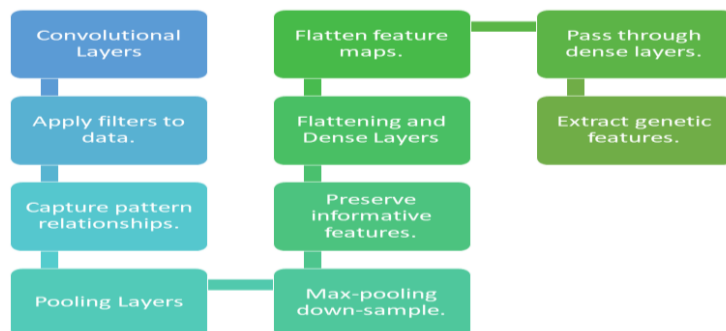 Convolutional
Layers
Apply filters to
data.
Capture pattern
relationships.
Pooling Layers
Max-pooling
down-sample.
Preserve
informative
features.
Flattening and
Dense Layers
Flatten feature
maps.
Pass through
dense layers.
Extract genetic
features.